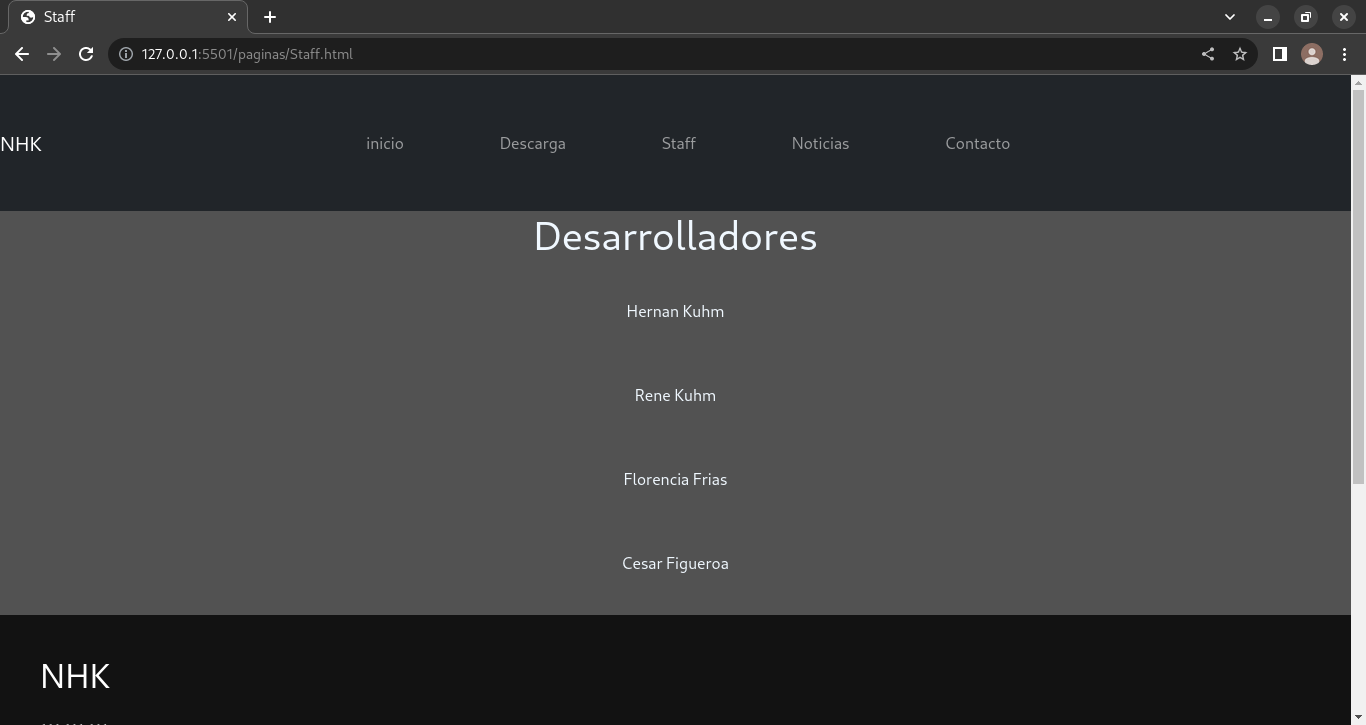 Staff
127.0.0.1:5501/paginas/Staff.html
NHK inicio Descarga Staff Noticias Contacto
Desarrolladores
Hernan Kuhm
Rene Kuhm
Florencia Frias
Cesar Figueroa
NHK